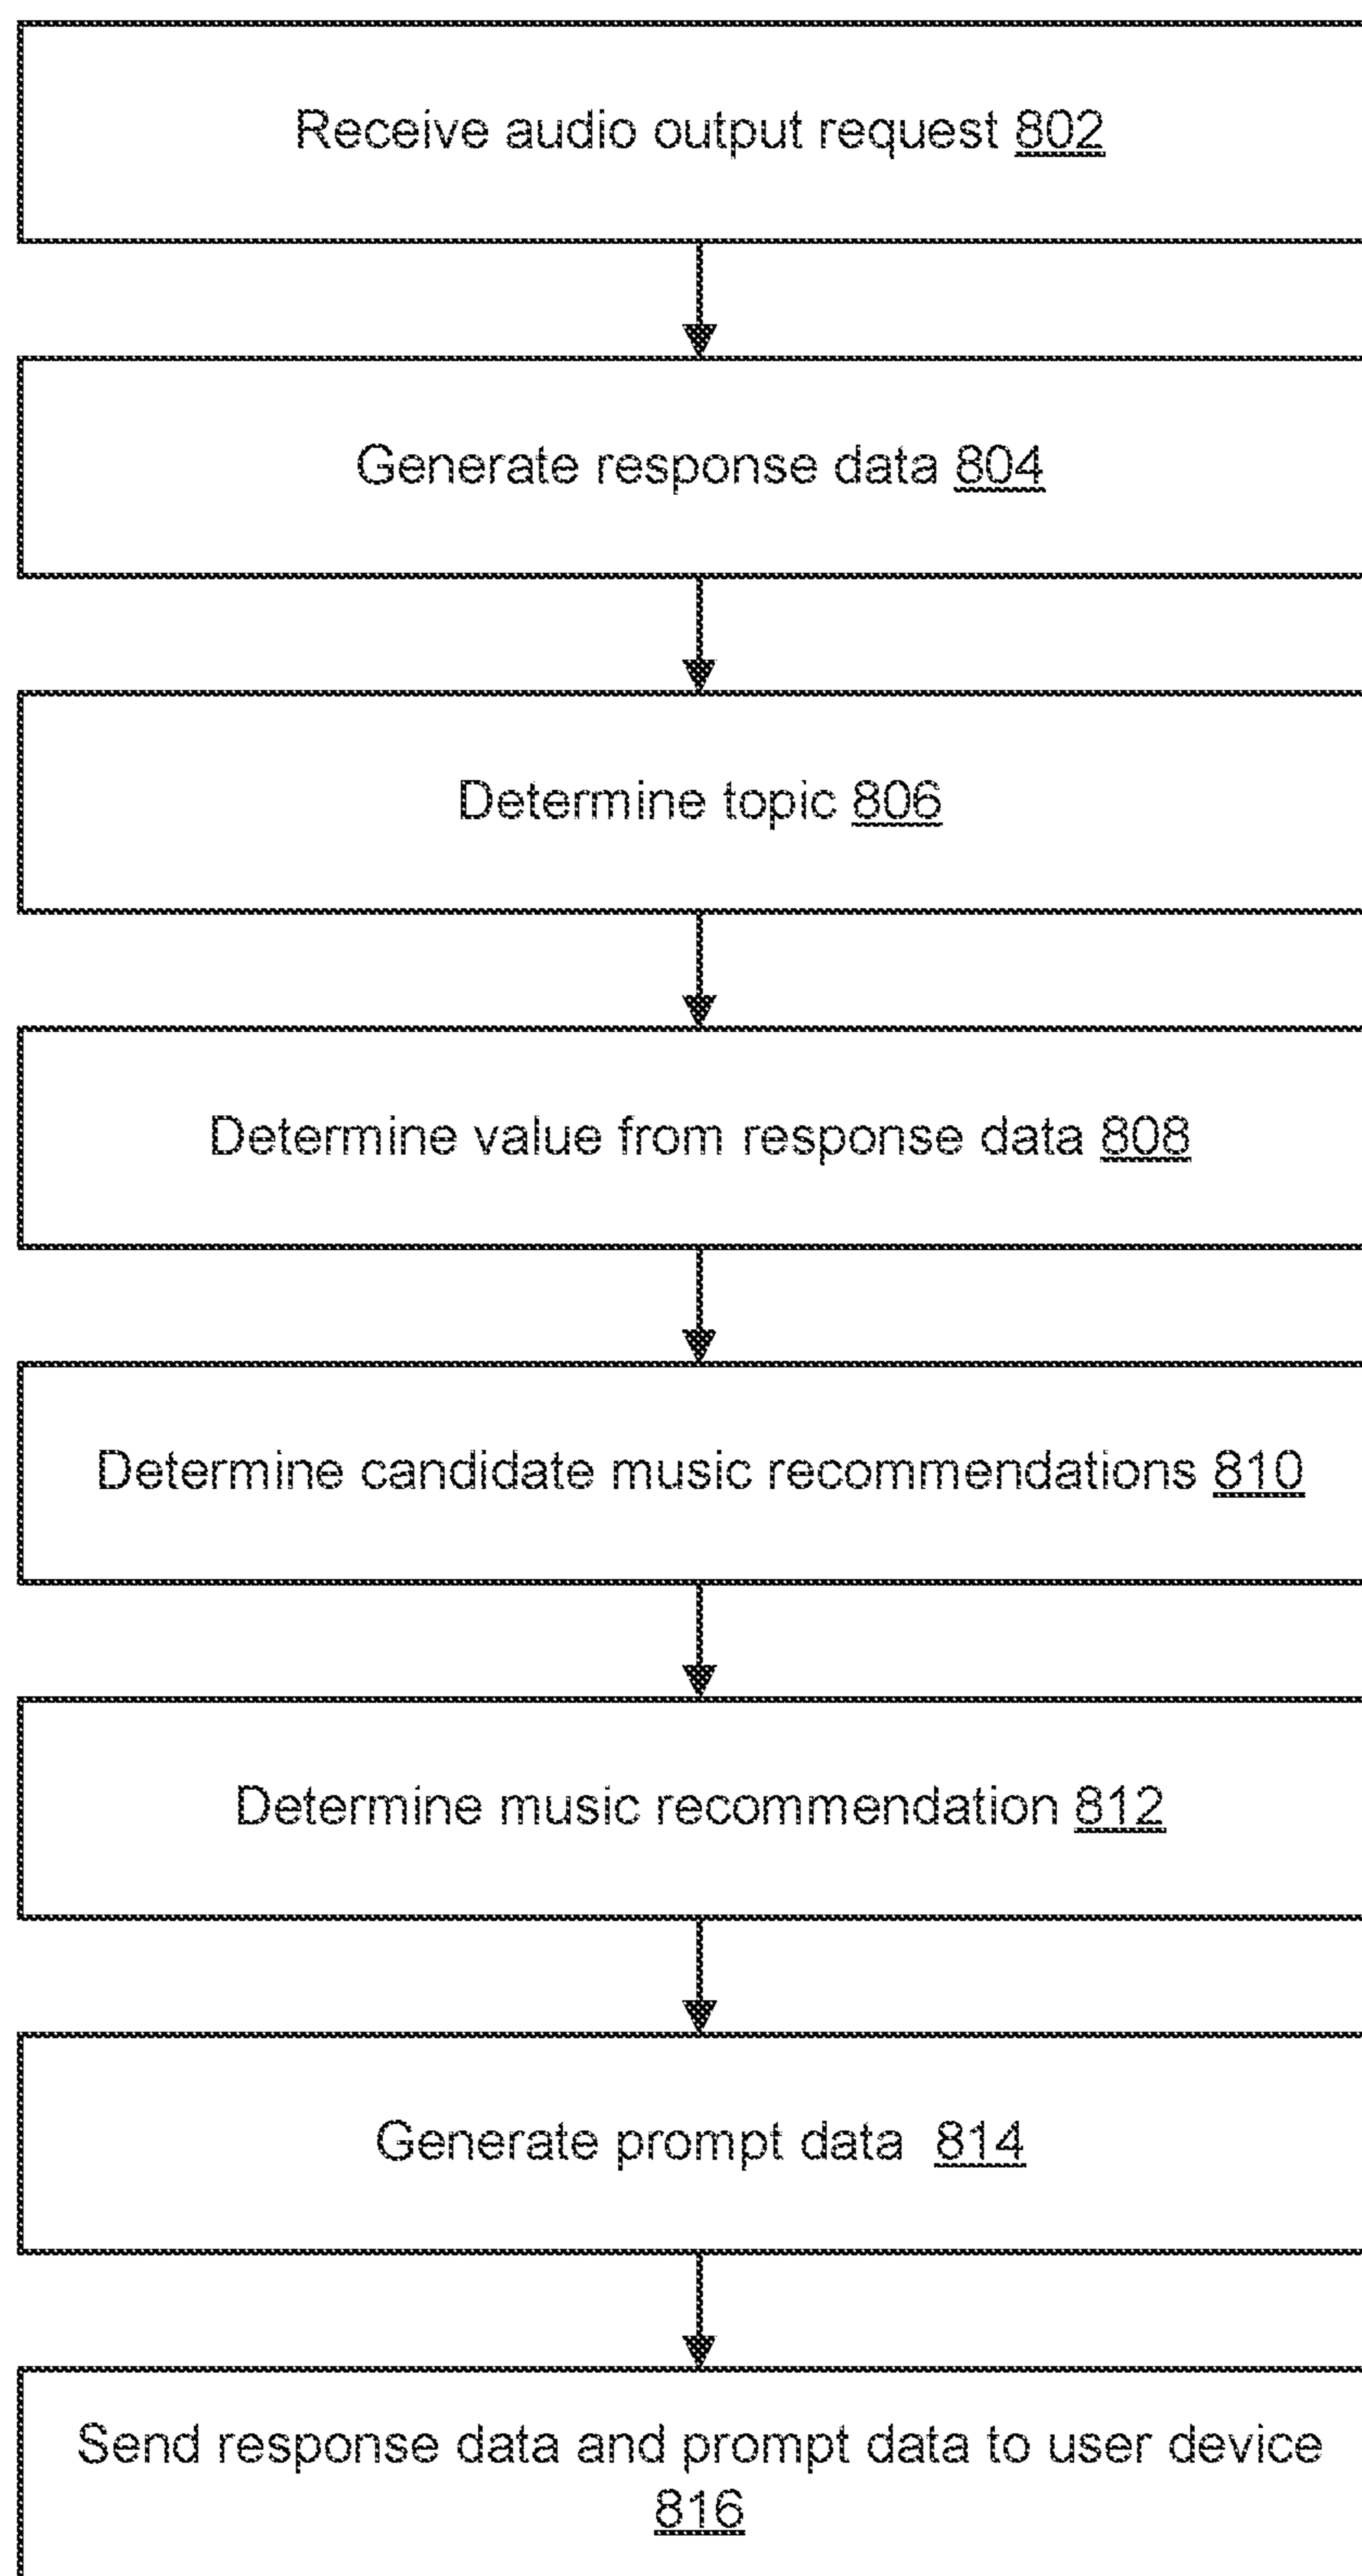 Receive audio output request 802
Generate response data 804
Determine topic 806
Determine value from response data 808
Determine candidate music recommendations 810
Determine music recommendation 812
Generate prompt data 814
Send response data and prompt data to user device
816